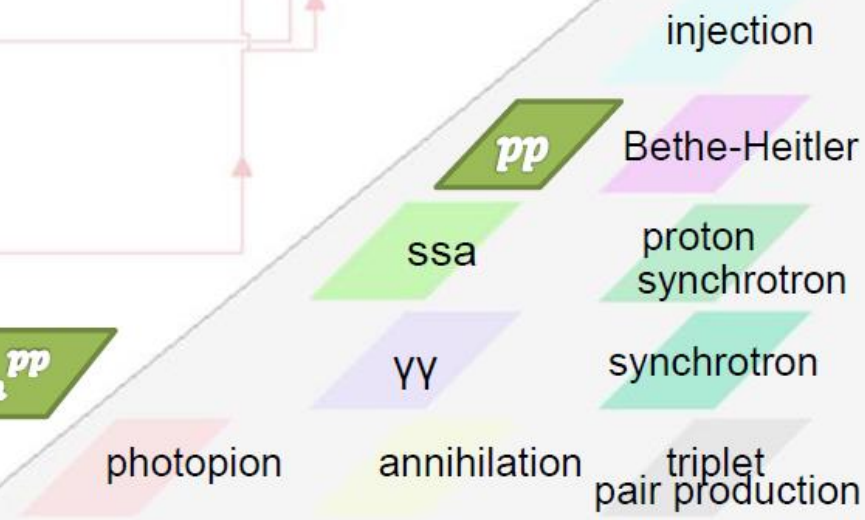 injection
pp
Bethe-Heitler
ssa
proton
synchrotron
pp
γγ
synchrotron
photopion
annihilation
triplet
pair production